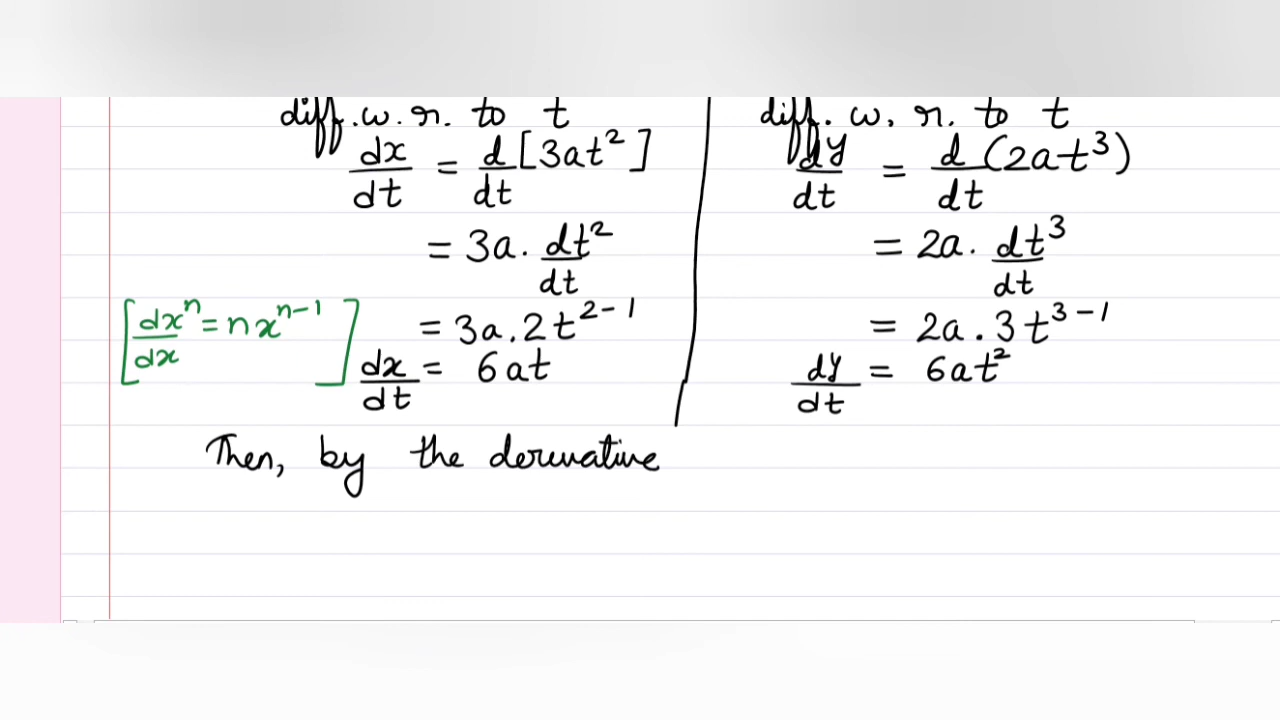 diff. w. r. to t
dx/dt = d/dt [3at²]
= 3a. dt²/dt
[dxⁿ/dx = nxⁿ⁻¹]
= 3a.2t²⁻¹
dx/dt = 6at
diff. w. r. to t
dy/dt = d/dt (2at³)
= 2a. dt³/dt
= 2a.3t³⁻¹
dy/dt = 6at²
Then, by the derivative